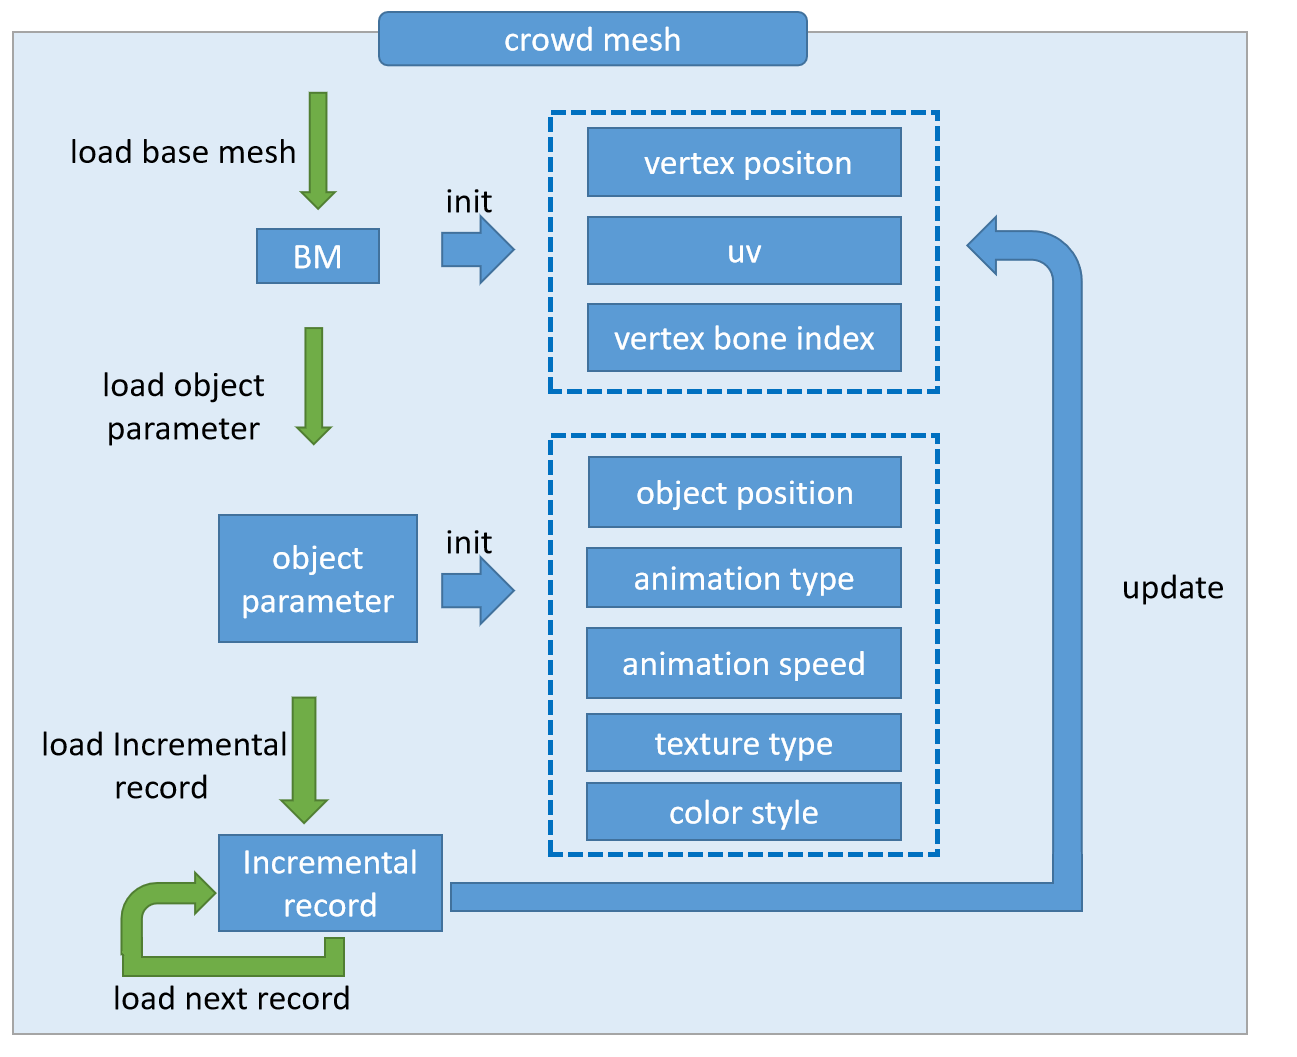 crowd mesh
load base mesh
BM
init
vertex positon
uv
vertex bone index
load object
parameter
object
parameter
init
object position
animation type
animation speed
texture type
color style
update
load Incremental
record
Incremental
record
load next record